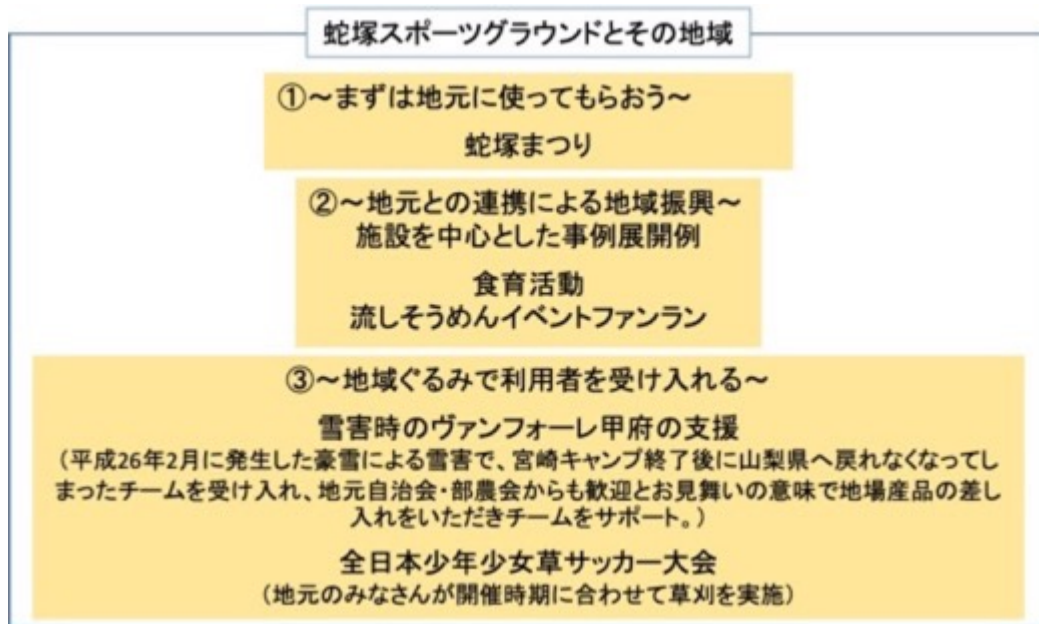 蛇塚スポーツグラウンドとその地域
①～まずは地元に使ってもらおう～
蛇塚まつり
②～地元との連携による地域振興～
施設を中心とした事例展開例
食育活動
流しそうめんイベントファンラン
③～地域ぐるみで利用者を受け入れる～
雪害時のヴァンフォーレ甲府の支援
（平成26年2月に発生した豪雪による雪害で、宮崎キャンプ終了後に山梨県へ戻れなくなってし
まったチームを受け入れ、地元自治会・部農会からも歓迎とお見舞いの意味で地場産品の差し
入れをいただきチームをサポート。）
全日本少年少女草サッカー大会
（地元のみなさんが開催時期に合わせて草刈を実施）